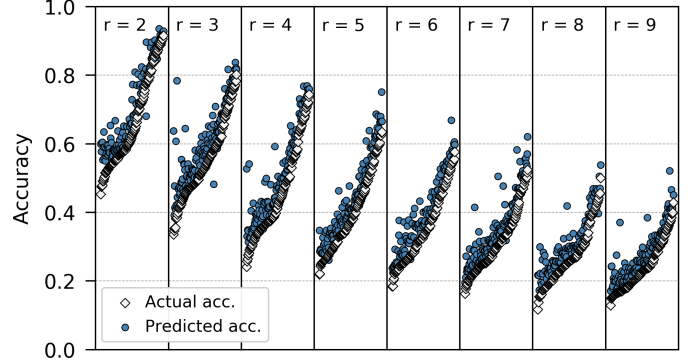 1.0
r = 2 r = 3 r = 4 r = 5 r = 6 r = 7 r = 8 r = 9
0.8
0.6
Accuracy
0.4
0.2
Actual acc.
Predicted acc.
0.0